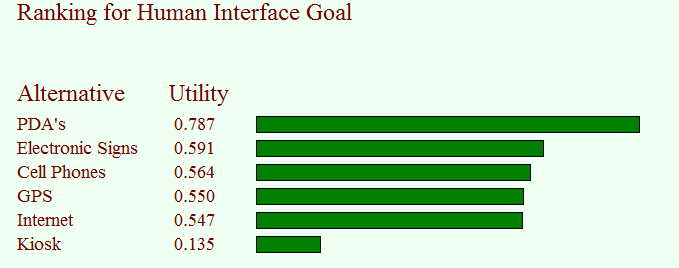 Ranking for Human Interface Goal
Alternative Utility
PDA's 0.787
Electronic Signs 0.591
Cell Phones 0.564
GPS 0.550
Internet 0.547
Kiosk 0.135